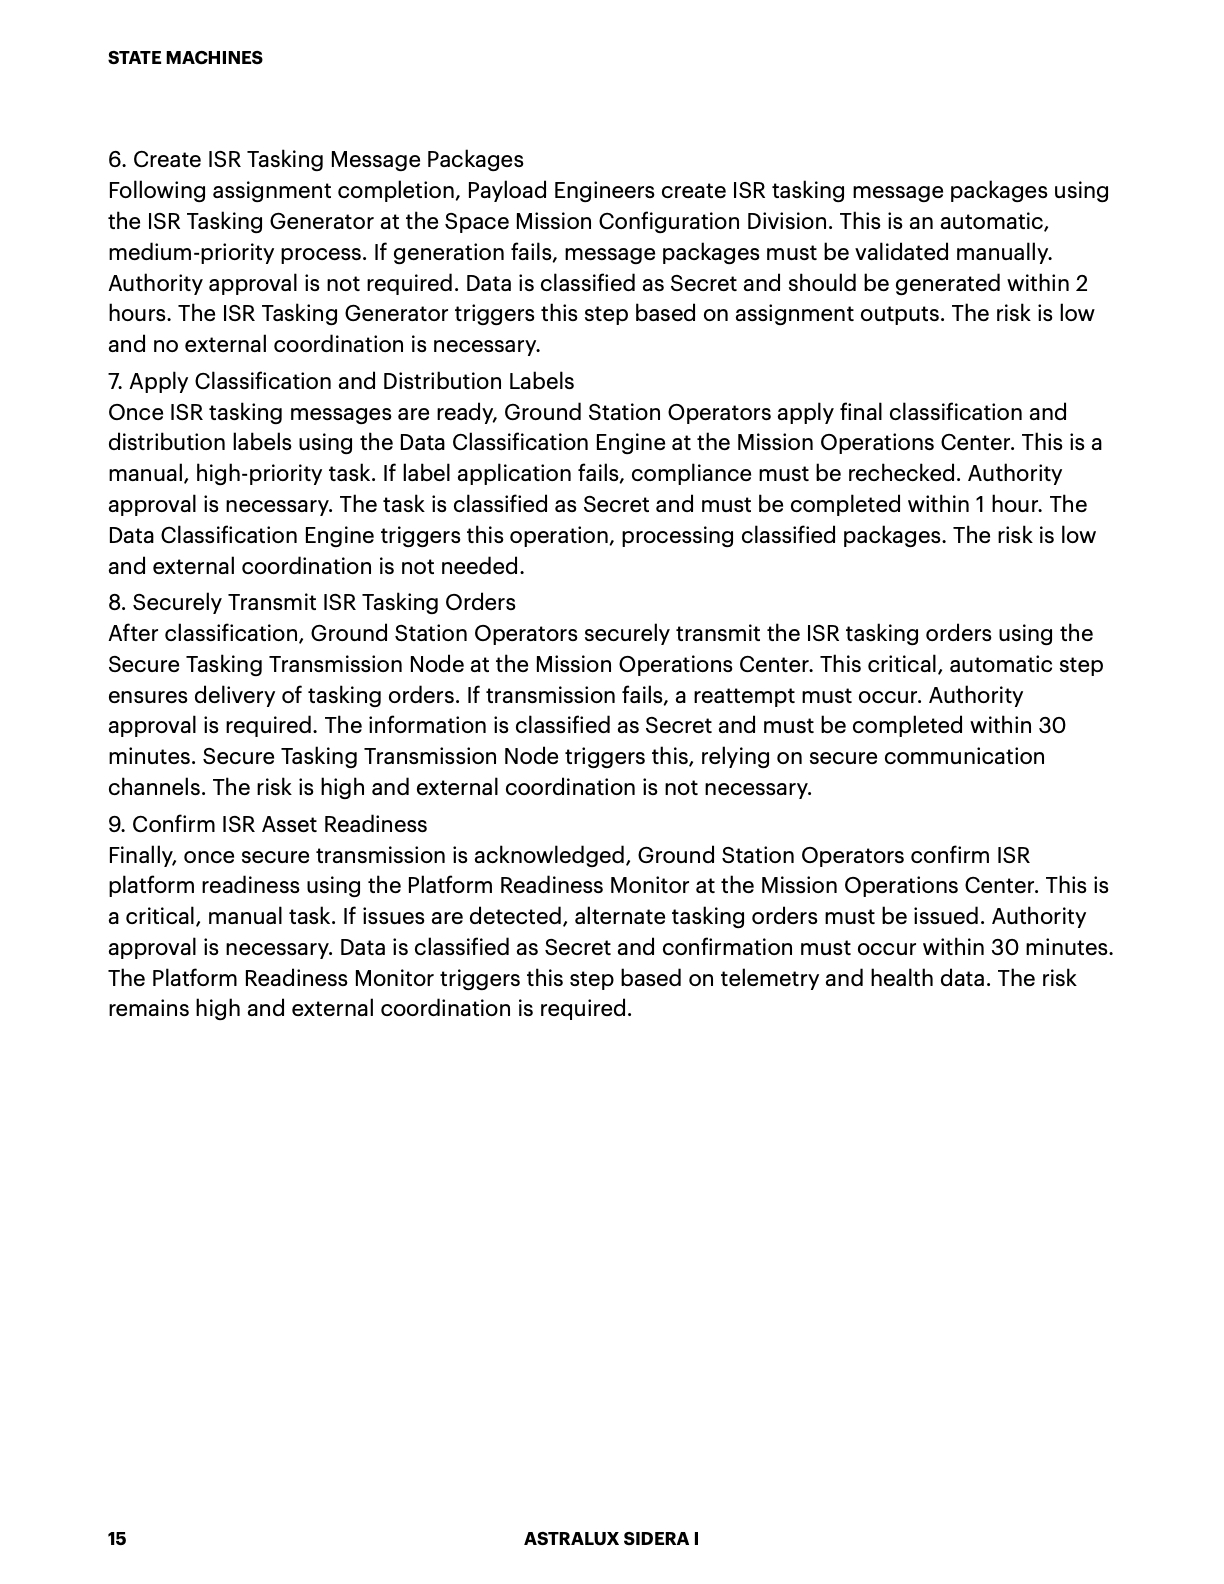 STATE MACHINES
6. Create ISR Tasking Message Packages
Following assignment completion, Payload Engineers create ISR tasking message packages using
the ISR Tasking Generator at the Space Mission Configuration Division. This is an automatic,
medium-priority process. If generation fails, message packages must be validated manually.
Authority approval is not required. Data is classified as Secret and should be generated within 2
hours. The ISR Tasking Generator triggers this step based on assignment outputs. The risk is low
and no external coordination is necessary.
7. Apply Classification and Distribution Labels
Once ISR tasking messages are ready, Ground Station Operators apply final classification and
distribution labels using the Data Classification Engine at the Mission Operations Center. This is a
manual, high-priority task. If label application fails, compliance must be rechecked. Authority
approval is necessary. The task is classified as Secret and must be completed within 1 hour. The
Data Classification Engine triggers this operation, processing classified packages. The risk is low
and external coordination is not needed.
8. Securely Transmit ISR Tasking Orders
After classification, Ground Station Operators securely transmit the ISR tasking orders using the
Secure Tasking Transmission Node at the Mission Operations Center. This critical, automatic step
ensures delivery of tasking orders. If transmission fails, a reattempt must occur. Authority
approval is required. The information is classified as Secret and must be completed within 30
minutes. Secure Tasking Transmission Node triggers this, relying on secure communication
channels. The risk is high and external coordination is not necessary.
9. Confirm ISR Asset Readiness
Finally, once secure transmission is acknowledged, Ground Station Operators confirm ISR
platform readiness using the Platform Readiness Monitor at the Mission Operations Center. This is
a critical, manual task. If issues are detected, alternate tasking orders must be issued. Authority
approval is necessary. Data is classified as Secret and confirmation must occur within 30 minutes.
The Platform Readiness Monitor triggers this step based on telemetry and health data. The risk
remains high and external coordination is required.
15
ASTRALUX SIDERA I